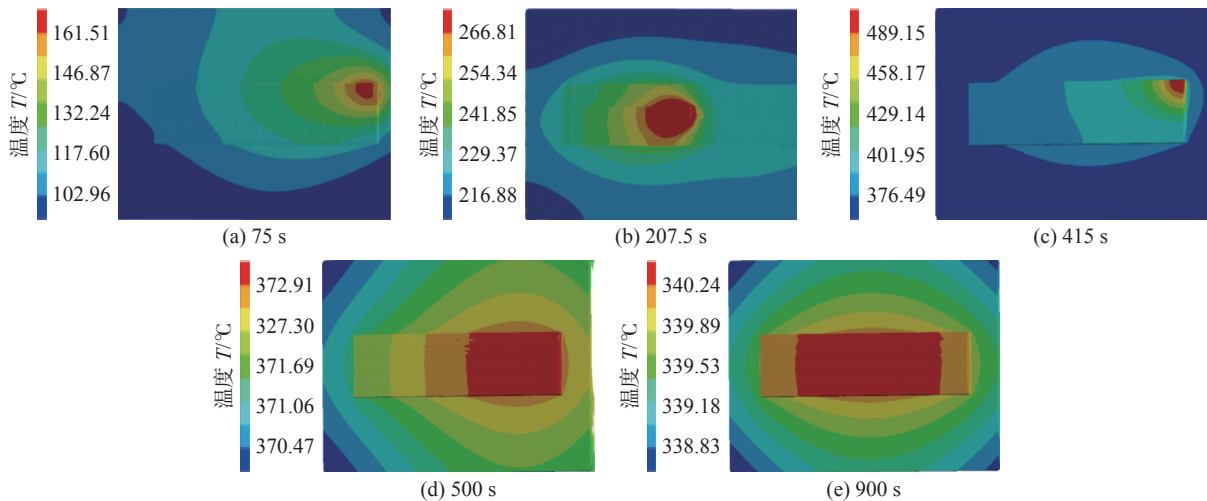 温度 T/℃
161.51
146.87
132.24
117.60
102.96
(a) 75 s
温度 T/℃
266.81
254.34
241.85
229.37
216.88
(b) 207.5 s
温度 T/℃
489.15
458.17
429.14
401.95
376.49
(c) 415 s
温度 T/℃
372.91
327.30
371.69
371.06
370.47
(d) 500 s
温度 T/℃
340.24
339.89
339.53
339.18
338.83
(e) 900 s